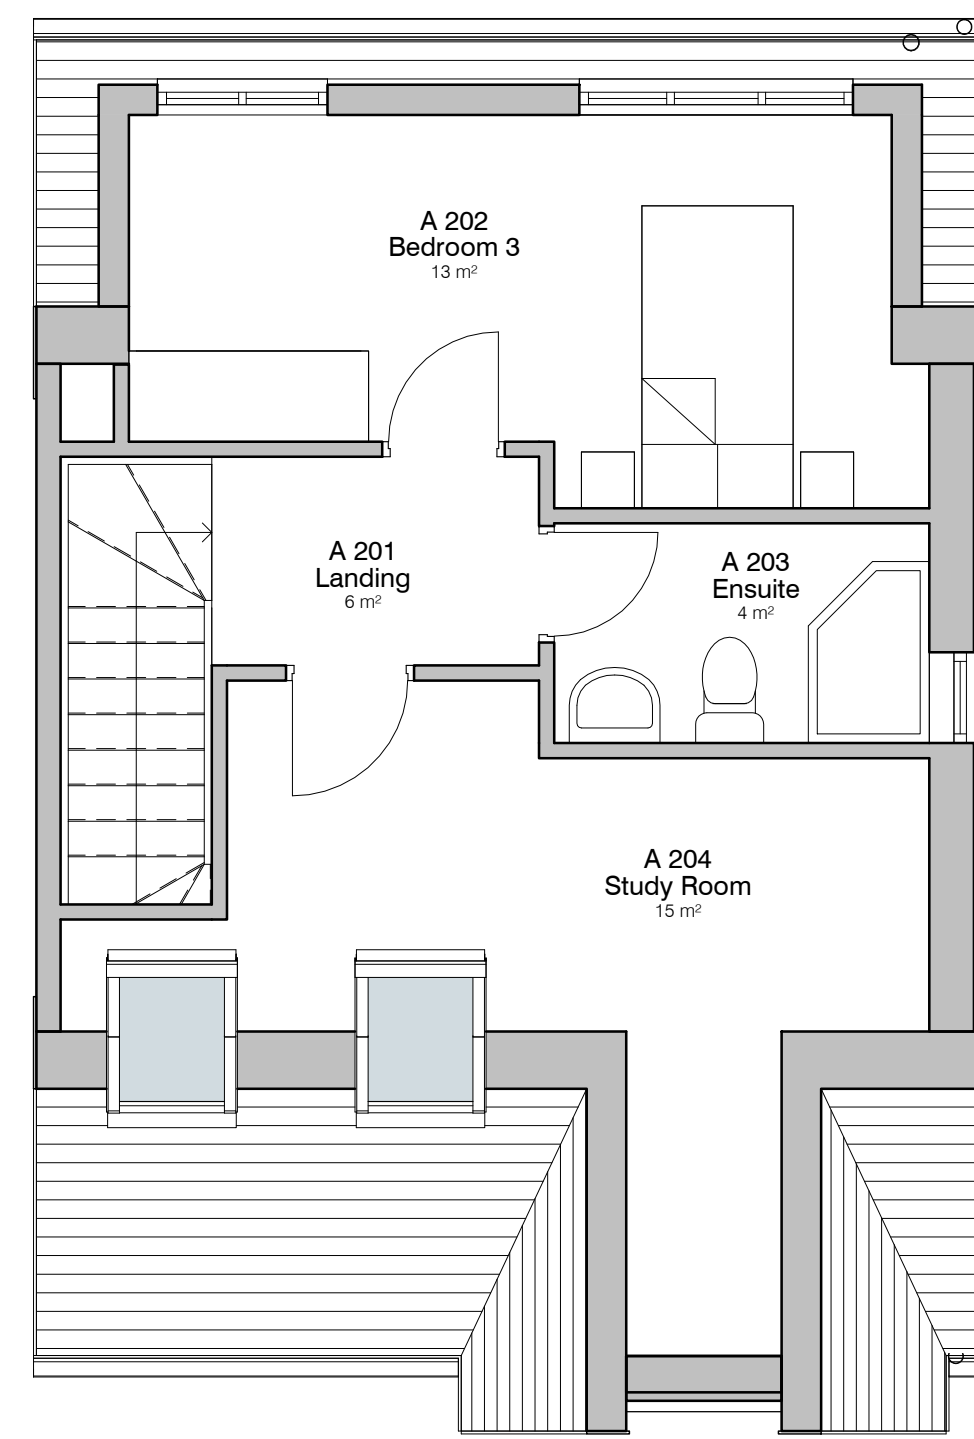 A 202
Bedroom 3
13 m²
A 201
Landing
6 m²
A 203
Ensuite
4 m²
A 204
Study Room
15 m²